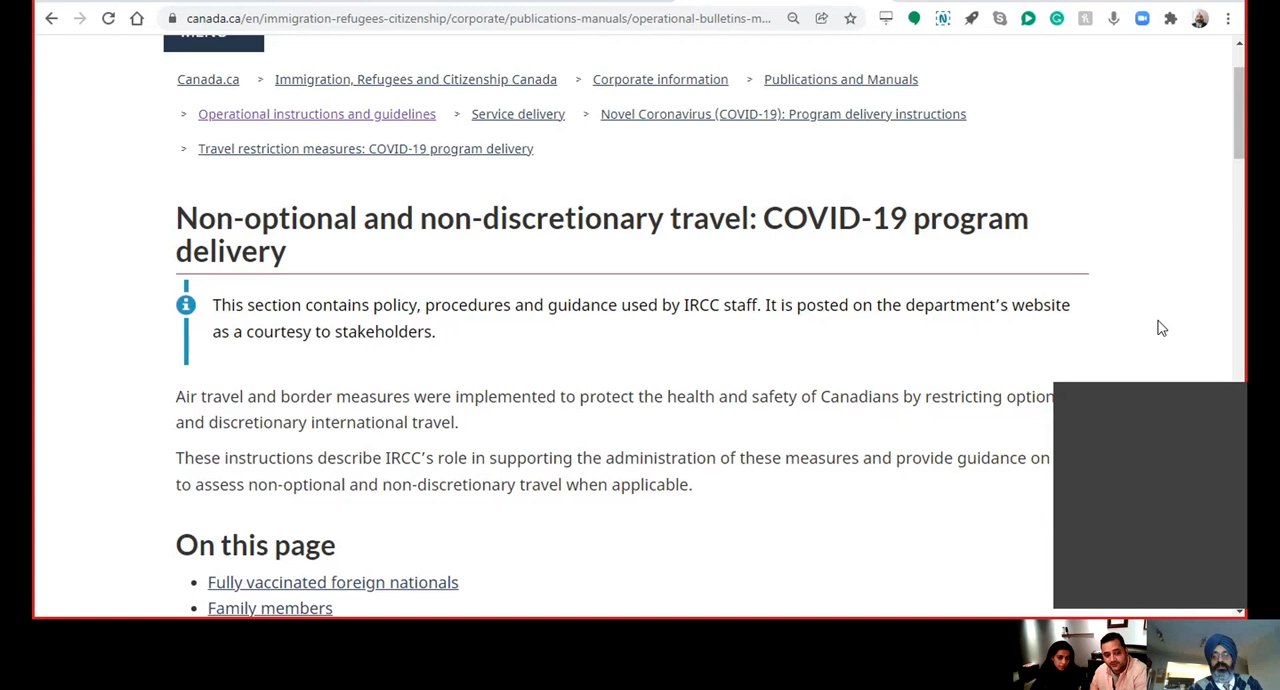 canada.ca/en/immigration-refugees-citizenship/corporate/publications-manuals/operational-bulletins-m...
MENU
Canada.ca > Immigration, Refugees and Citizenship Canada > Corporate information > Publications and Manuals
> Operational instructions and guidelines > Service delivery > Novel Coronavirus (COVID-19): Program delivery instructions
> Travel restriction measures: COVID-19 program delivery
Non-optional and non-discretionary travel: COVID-19 program
delivery
This section contains policy, procedures and guidance used by IRCC staff. It is posted on the department's website
as a courtesy to stakeholders.
Air travel and border measures were implemented to protect the health and safety of Canadians by restricting option
and discretionary international travel.
These instructions describe IRCC's role in supporting the administration of these measures and provide guidance on
to assess non-optional and non-discretionary travel when applicable.
On this page
• Fully vaccinated foreign nationals
• Family members